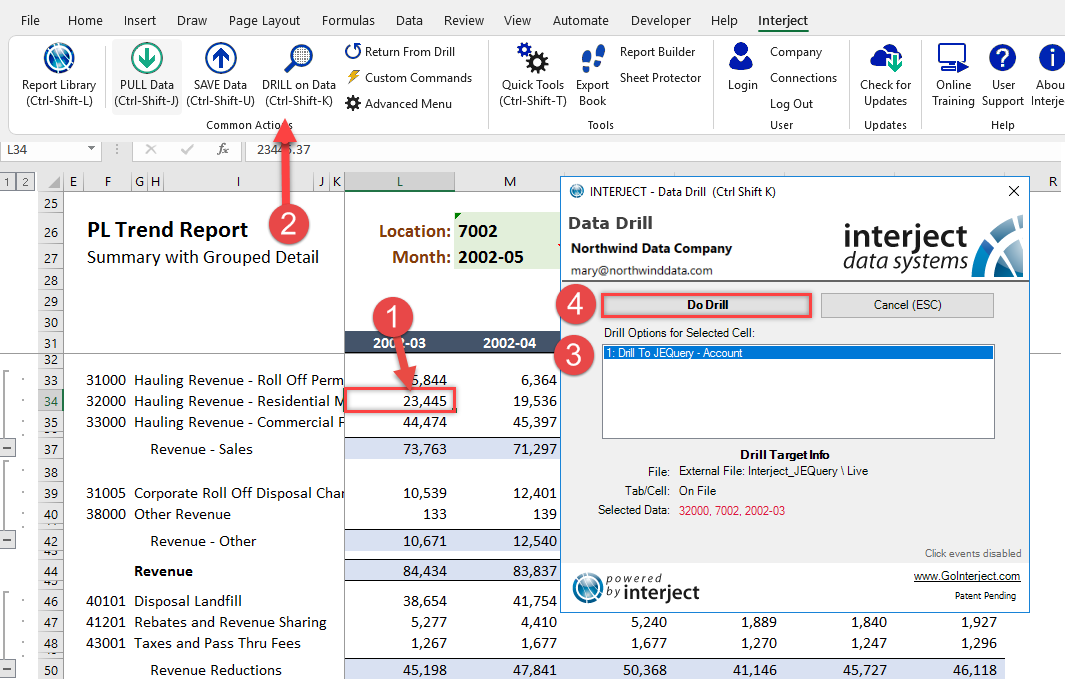 File Home Insert Draw Page Layout Formulas Data Review View Automate Developer Help Interject
Report Library
(Ctrl-Shift-L)
PULL Data
(Ctrl-Shift-J)
SAVE Data
(Ctrl-Shift-U)
DRILL on Data
(Ctrl-Shift-K)
Return From Drill
Custom Commands
Advanced Menu
Common Actions
Quick Tools
(Ctrl-Shift-T)
Export
Book
Report Builder
Sheet Protector
Tools
Login
Company
Connections
Log Out
User
Check for
Updates
Updates
Online
Training
User
Support
Abou
Interje
Help
L34 fx 23445.37
1 2 E F G H I J K L M R
25
26 PL Trend Report Location: 7002
27 Summary with Grouped Detail Month: 2002-05
28
29
30
31 2002-03 2002-04
32
33 31000 Hauling Revenue - Roll Off Perm 5,844 6,364
34 32000 Hauling Revenue - Residential M 23,445 19,536
35 33000 Hauling Revenue - Commercial F 44,474 45,397
37 Revenue - Sales 73,763 71,297
38
39 31005 Corporate Roll Off Disposal Char 10,539 12,401
40 38000 Other Revenue 133 139
42 Revenue - Other 10,671 12,540
44 Revenue 84,434 83,837
46 40101 Disposal Landfill 38,654 41,754
47 41201 Rebates and Revenue Sharing 5,277 4,410 5,240 1,889 1,840 1,927
48 43001 Taxes and Pass Thru Fees 1,267 1,677 1,677 1,270 1,247 1,296
50 Revenue Reductions 45,198 47,841 50,368 41,146 45,727 46,118
1
2
3
4
INTERJECT - Data Drill (Ctrl Shift K)
Data Drill
Northwind Data Company
mary@northwinddata.com
interject
data systems
Do Drill Cancel (ESC)
Drill Options for Selected Cell:
1: Drill To JEQuery - Account
Drill Target Info
File: External File: Interject_JEQuery \ Live
Tab/Cell: On File
Selected Data: 32000, 7002, 2002-03
Click events disabled
powered
by interject
www.GoInterject.com
Patent Pending